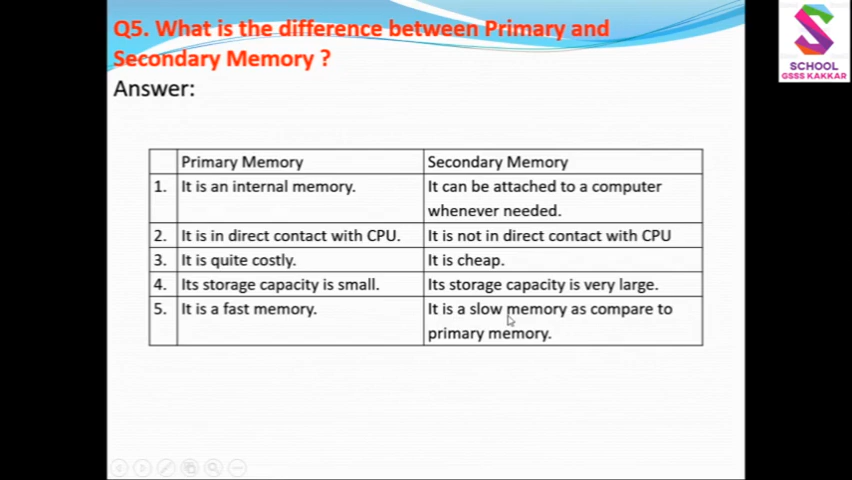 Q5. What is the difference between Primary and
Secondary Memory ?
Answer:
SCHOOL
GSSS KAKKAR
Primary Memory Secondary Memory
1. It is an internal memory. It can be attached to a computer
whenever needed.
2. It is in direct contact with CPU. It is not in direct contact with CPU
3. It is quite costly. It is cheap.
4. Its storage capacity is small. Its storage capacity is very large.
5. It is a fast memory. It is a slow memory as compare to
primary memory.